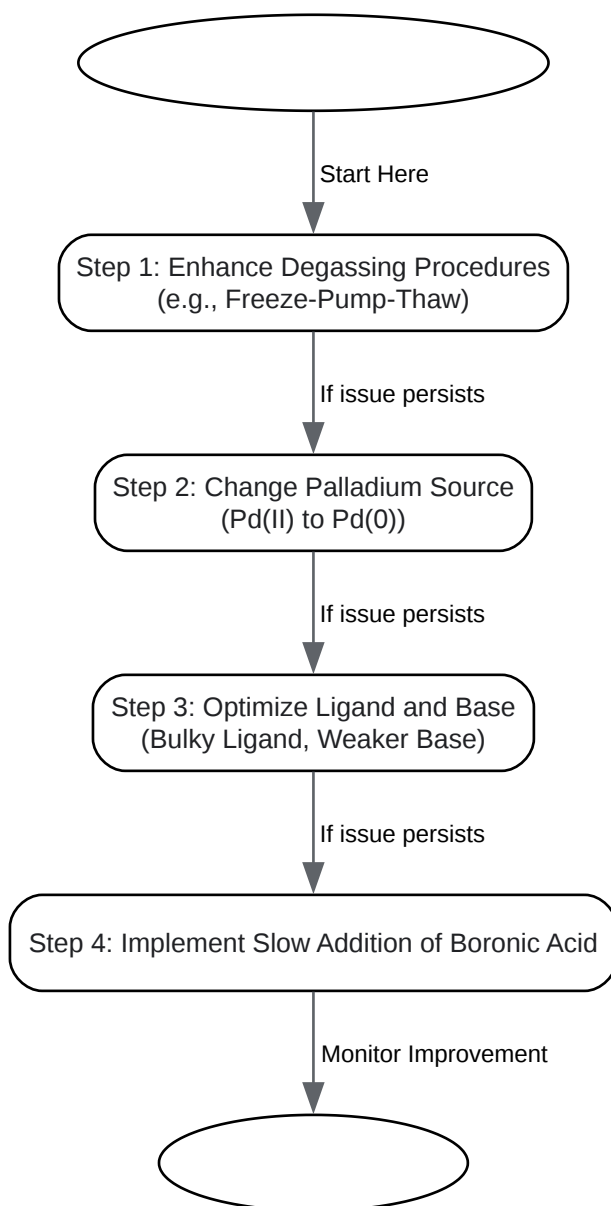 Start Here
Step 1: Enhance Degassing Procedures
(e.g., Freeze-Pump-Thaw)
If issue persists
Step 2: Change Palladium Source
(Pd(II) to Pd(0))
If issue persists
Step 3: Optimize Ligand and Base
(Bulky Ligand, Weaker Base)
If issue persists
Step 4: Implement Slow Addition of Boronic Acid
Monitor Improvement